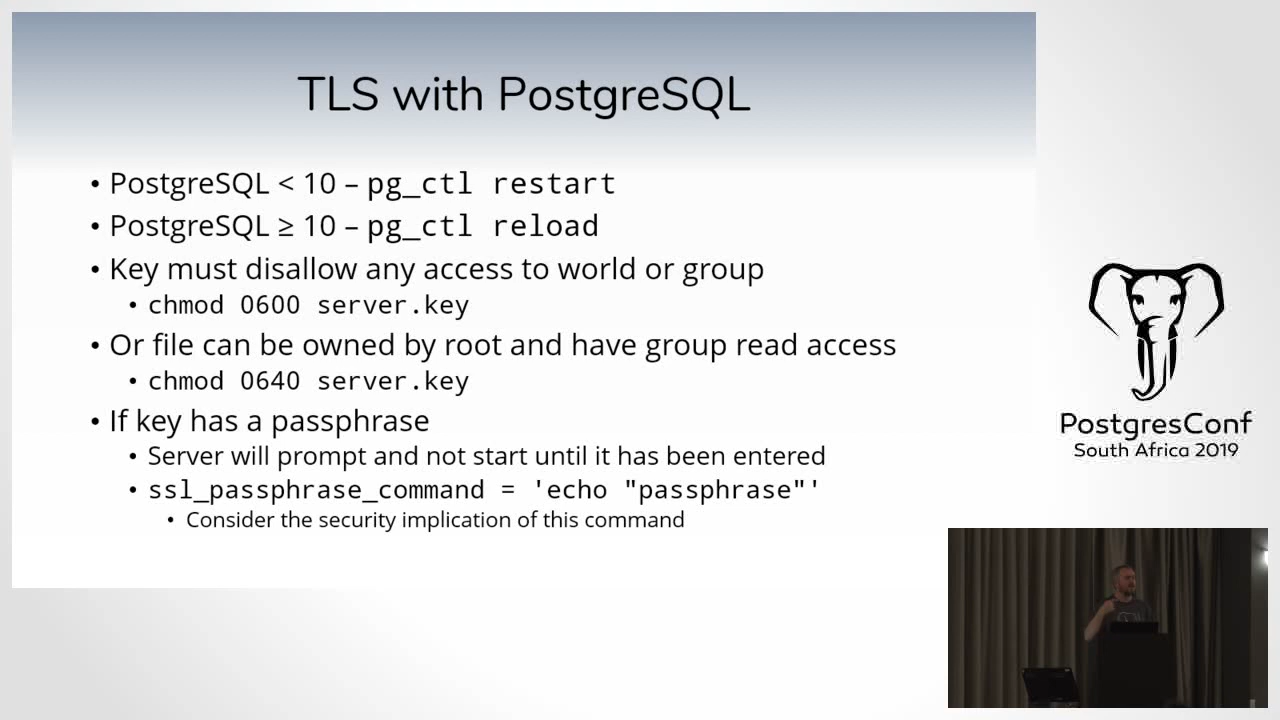 TLS with PostgreSQL
• PostgreSQL < 10 – pg_ctl restart
• PostgreSQL ≥ 10 – pg_ctl reload
• Key must disallow any access to world or group
• chmod 0600 server.key
• Or file can be owned by root and have group read access
• chmod 0640 server.key
• If key has a passphrase
• Server will prompt and not start until it has been entered
• ssl_passphrase_command = 'echo "passphrase"'
• Consider the security implication of this command
PostgresConf
South Africa 2019